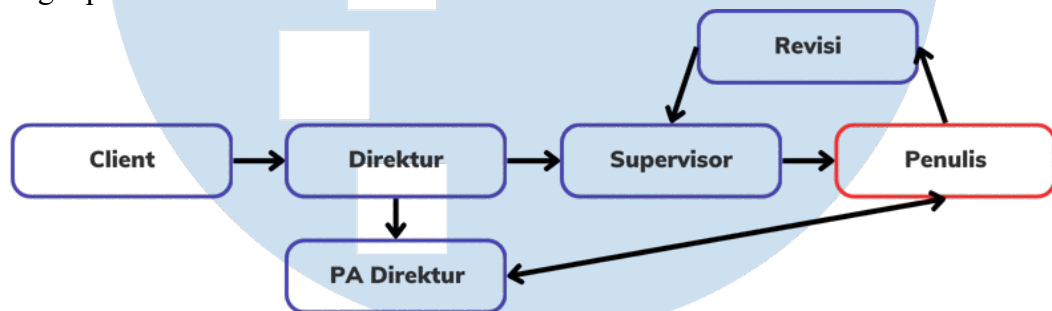 Revisi
Client
Direktur
Supervisor
Penulis
PA Direktur